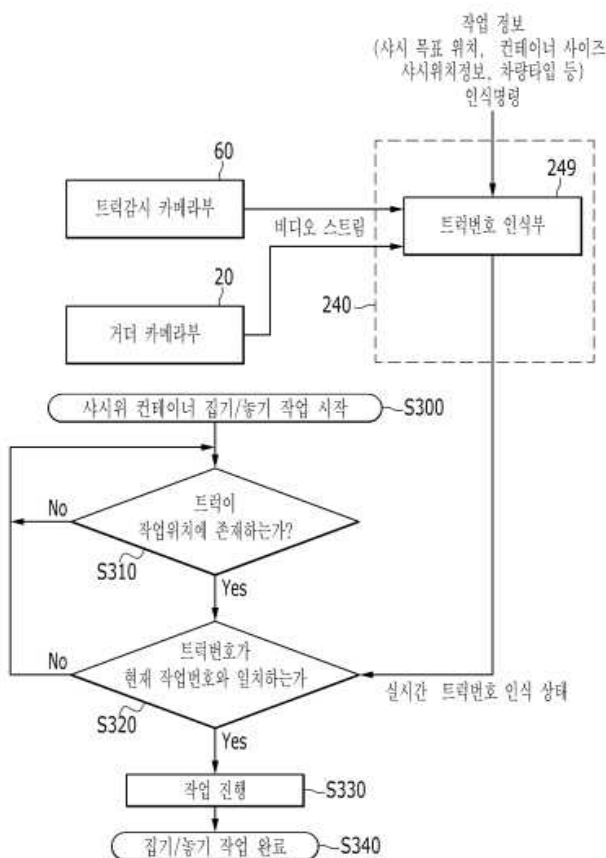 작업 정보
(샤시 목표 위치, 컨테이너 사이즈
샤시위치정보, 차량타입 등)
인식명령
60
249
트럭감시 카메라부
트럭번호 인식부
비디오 스트림
20
240
거더 카메라부
샤시위 컨테이너 집기/놓기 작업 시작
S300
No
트럭이
작업위치에 존재하는가?
S310
Yes
No
트럭번호가
현재 작업번호와 일치하는가
실시간 트럭번호 인식 상태
S320
Yes
작업 진행
S330
집기/놓기 작업 완료
S340